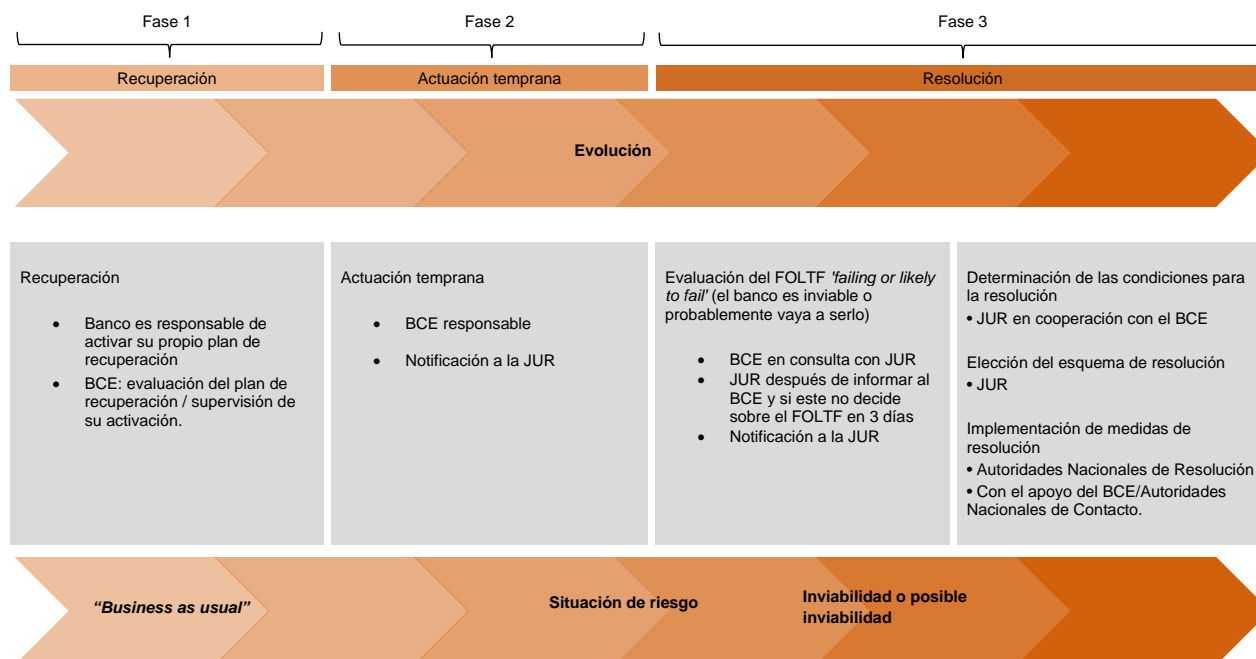 Fase 1
Fase 2
Fase 3
Recuperación
Actuación temprana
Resolución
Evolución
Recuperación
• Banco es responsable de
activar su propio plan de
recuperación
• BCE: evaluación del plan de
recuperación / supervisión de
su activación.
Actuación temprana
• BCE responsable
• Notificación a la JUR
Evaluación del FOLTF 'failing or likely
to fail' (el banco es inviable o
probablemente vaya a serlo)
• BCE en consulta con JUR
• JUR después de informar al
BCE y si este no decide
sobre el FOLTF en 3 días
• Notificación a la JUR
Determinación de las condiciones para
la resolución
• JUR en cooperación con el BCE
Elección del esquema de resolución
• JUR
Implementación de medidas de
resolución
• Autoridades Nacionales de Resolución
• Con el apoyo del BCE/Autoridades
Nacionales de Contacto.
“Business as usual”
Situación de riesgo
Inviabilidad o posible
inviabilidad